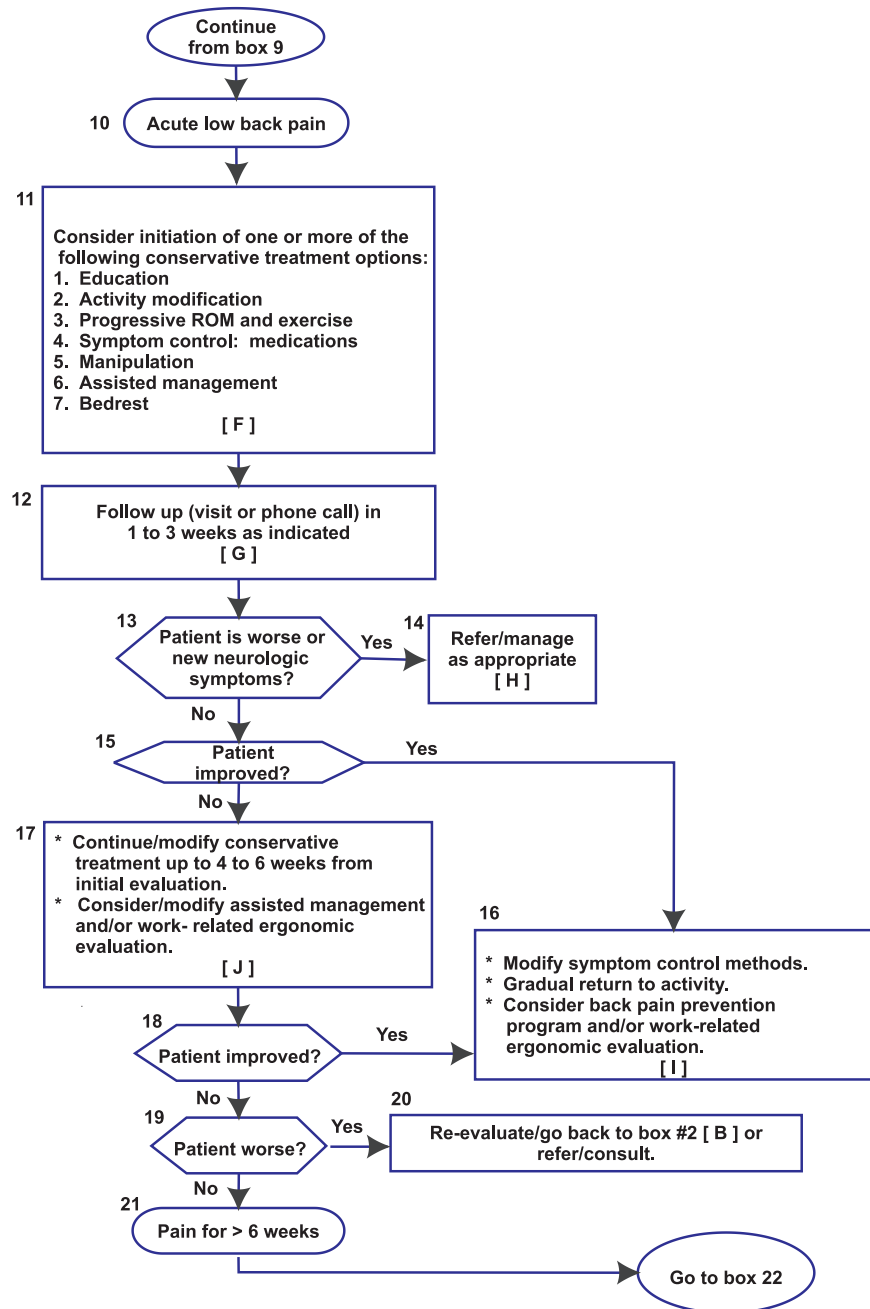 Continue
from box 9
10
Acute low back pain
11
Consider initiation of one or more of the
following conservative treatment options:
1. Education
2. Activity modification
3. Progressive ROM and exercise
4. Symptom control: medications
5. Manipulation
6. Assisted management
7. Bedrest
[ F ]
12
Follow up (visit or phone call) in
1 to 3 weeks as indicated
[ G ]
13
Patient is worse or
new neurologic
symptoms?
Yes
14
Refer/manage
as appropriate
[ H ]
No
15
Patient
improved?
Yes
No
17
* Continue/modify conservative
treatment up to 4 to 6 weeks from
initial evaluation.
* Consider/modify assisted management
and/or work- related ergonomic
evaluation.
[ J ]
16
* Modify symptom control methods.
* Gradual return to activity.
* Consider back pain prevention
program and/or work-related
ergonomic evaluation.
[ I ]
18
Patient improved?
Yes
No
19
Patient worse?
Yes
20
Re-evaluate/go back to box #2 [ B ] or
refer/consult.
No
21
Pain for > 6 weeks
Go to box 22